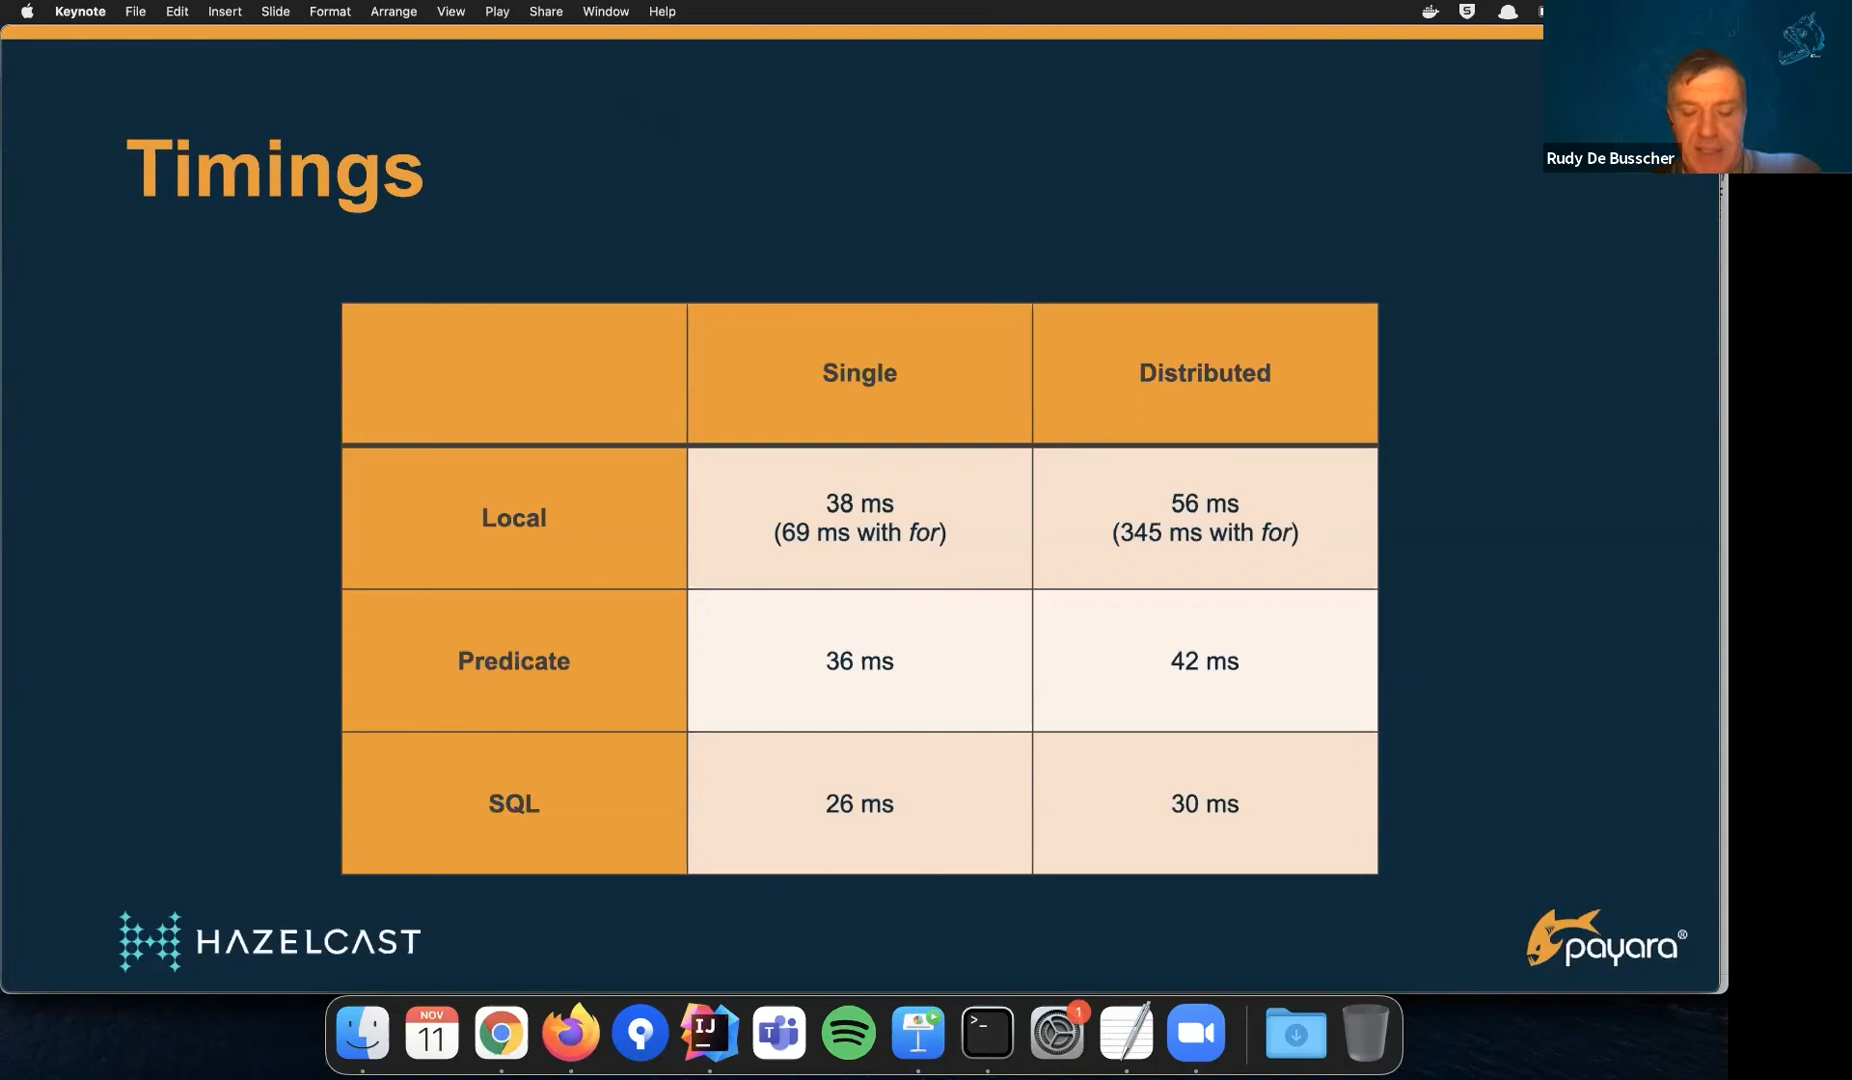 Keynote File Edit Insert Slide Format Arrange View Play Share Window Help
S
Rudy De Busscher
Timings
Single Distributed
Local 38 ms 56 ms
(69 ms with for) (345 ms with for)
Predicate 36 ms 42 ms
SQL 26 ms 30 ms
HAZELCAST
payara®
NOV
11
IJ
T
>_
1